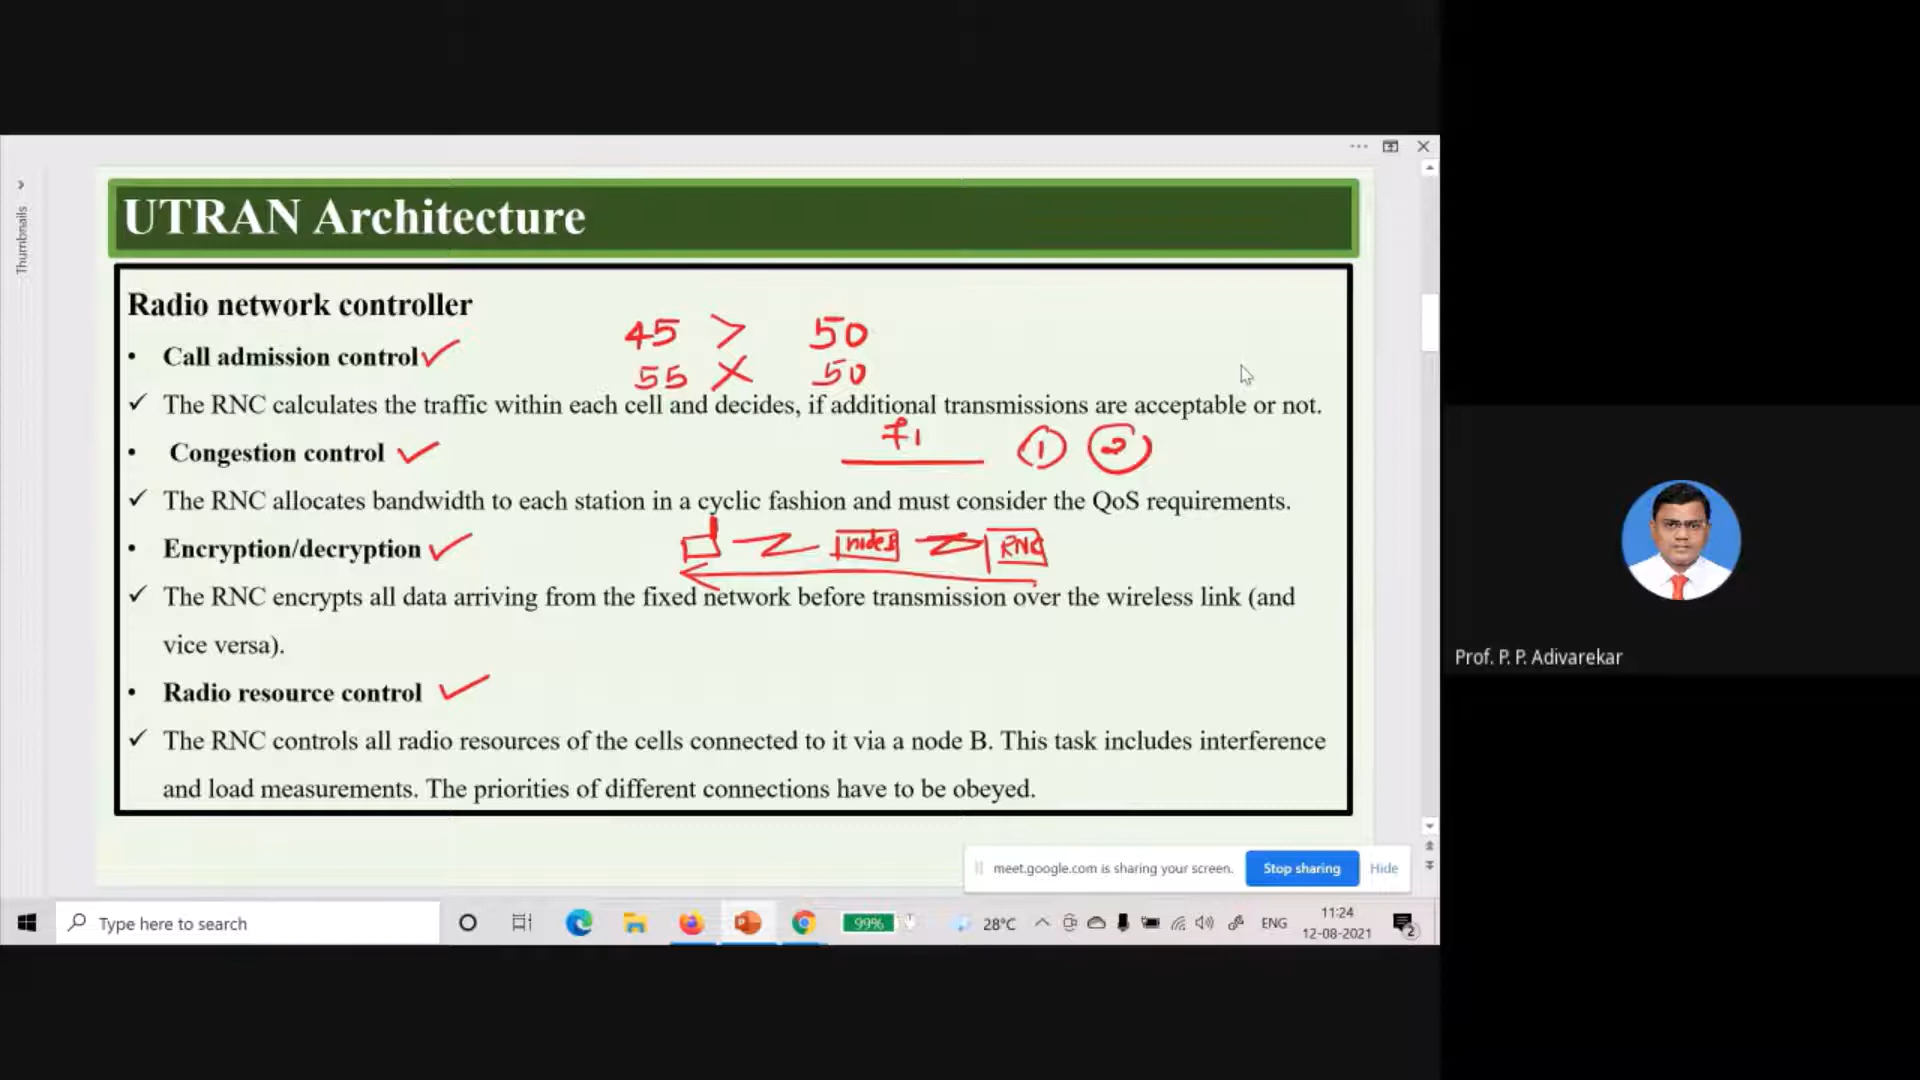 Thumbnails
UTRAN Architecture
Radio network controller
45 > 50
• Call admission control
55 X 50
✓ The RNC calculates the traffic within each cell and decides, if additional transmissions are acceptable or not.
f1 1 2
• Congestion control
✓ The RNC allocates bandwidth to each station in a cyclic fashion and must consider the QoS requirements.
• Encryption/decryption
node B RNC
✓ The RNC encrypts all data arriving from the fixed network before transmission over the wireless link (and
vice versa).
• Radio resource control
✓ The RNC controls all radio resources of the cells connected to it via a node B. This task includes interference
and load measurements. The priorities of different connections have to be obeyed.
Prof. P. P. Adivarekar
meet.google.com is sharing your screen. Stop sharing Hide
Type here to search
99%
28°C
ENG
11:24
12-08-2021
2